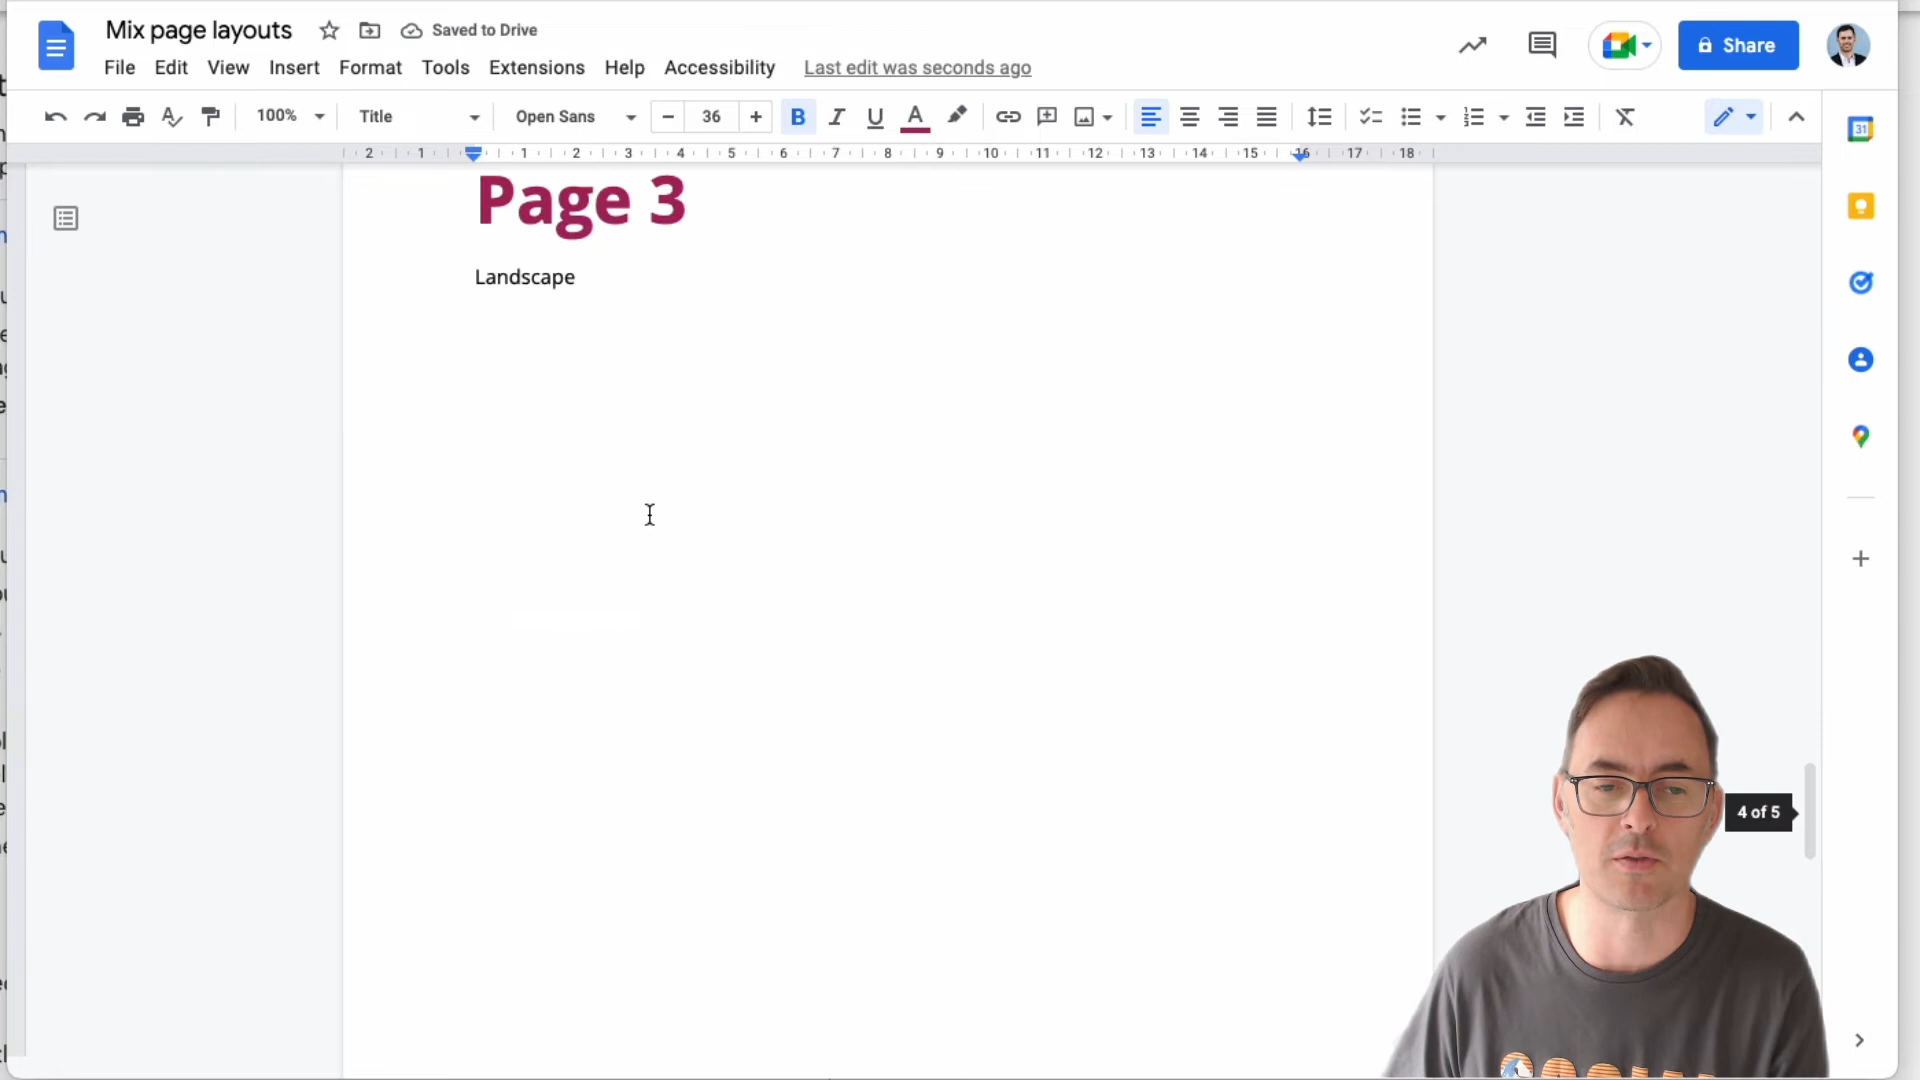 Mix page layouts
Saved to Drive
File Edit View Insert Format Tools Extensions Help Accessibility Last edit was seconds ago
Share
100% Title Open Sans 36 B I U A
2 1 1 2 3 4 5 6 7 8 9 10 11 12 13 14 15 16 17 18
31
Page 3
Landscape
4 of 5